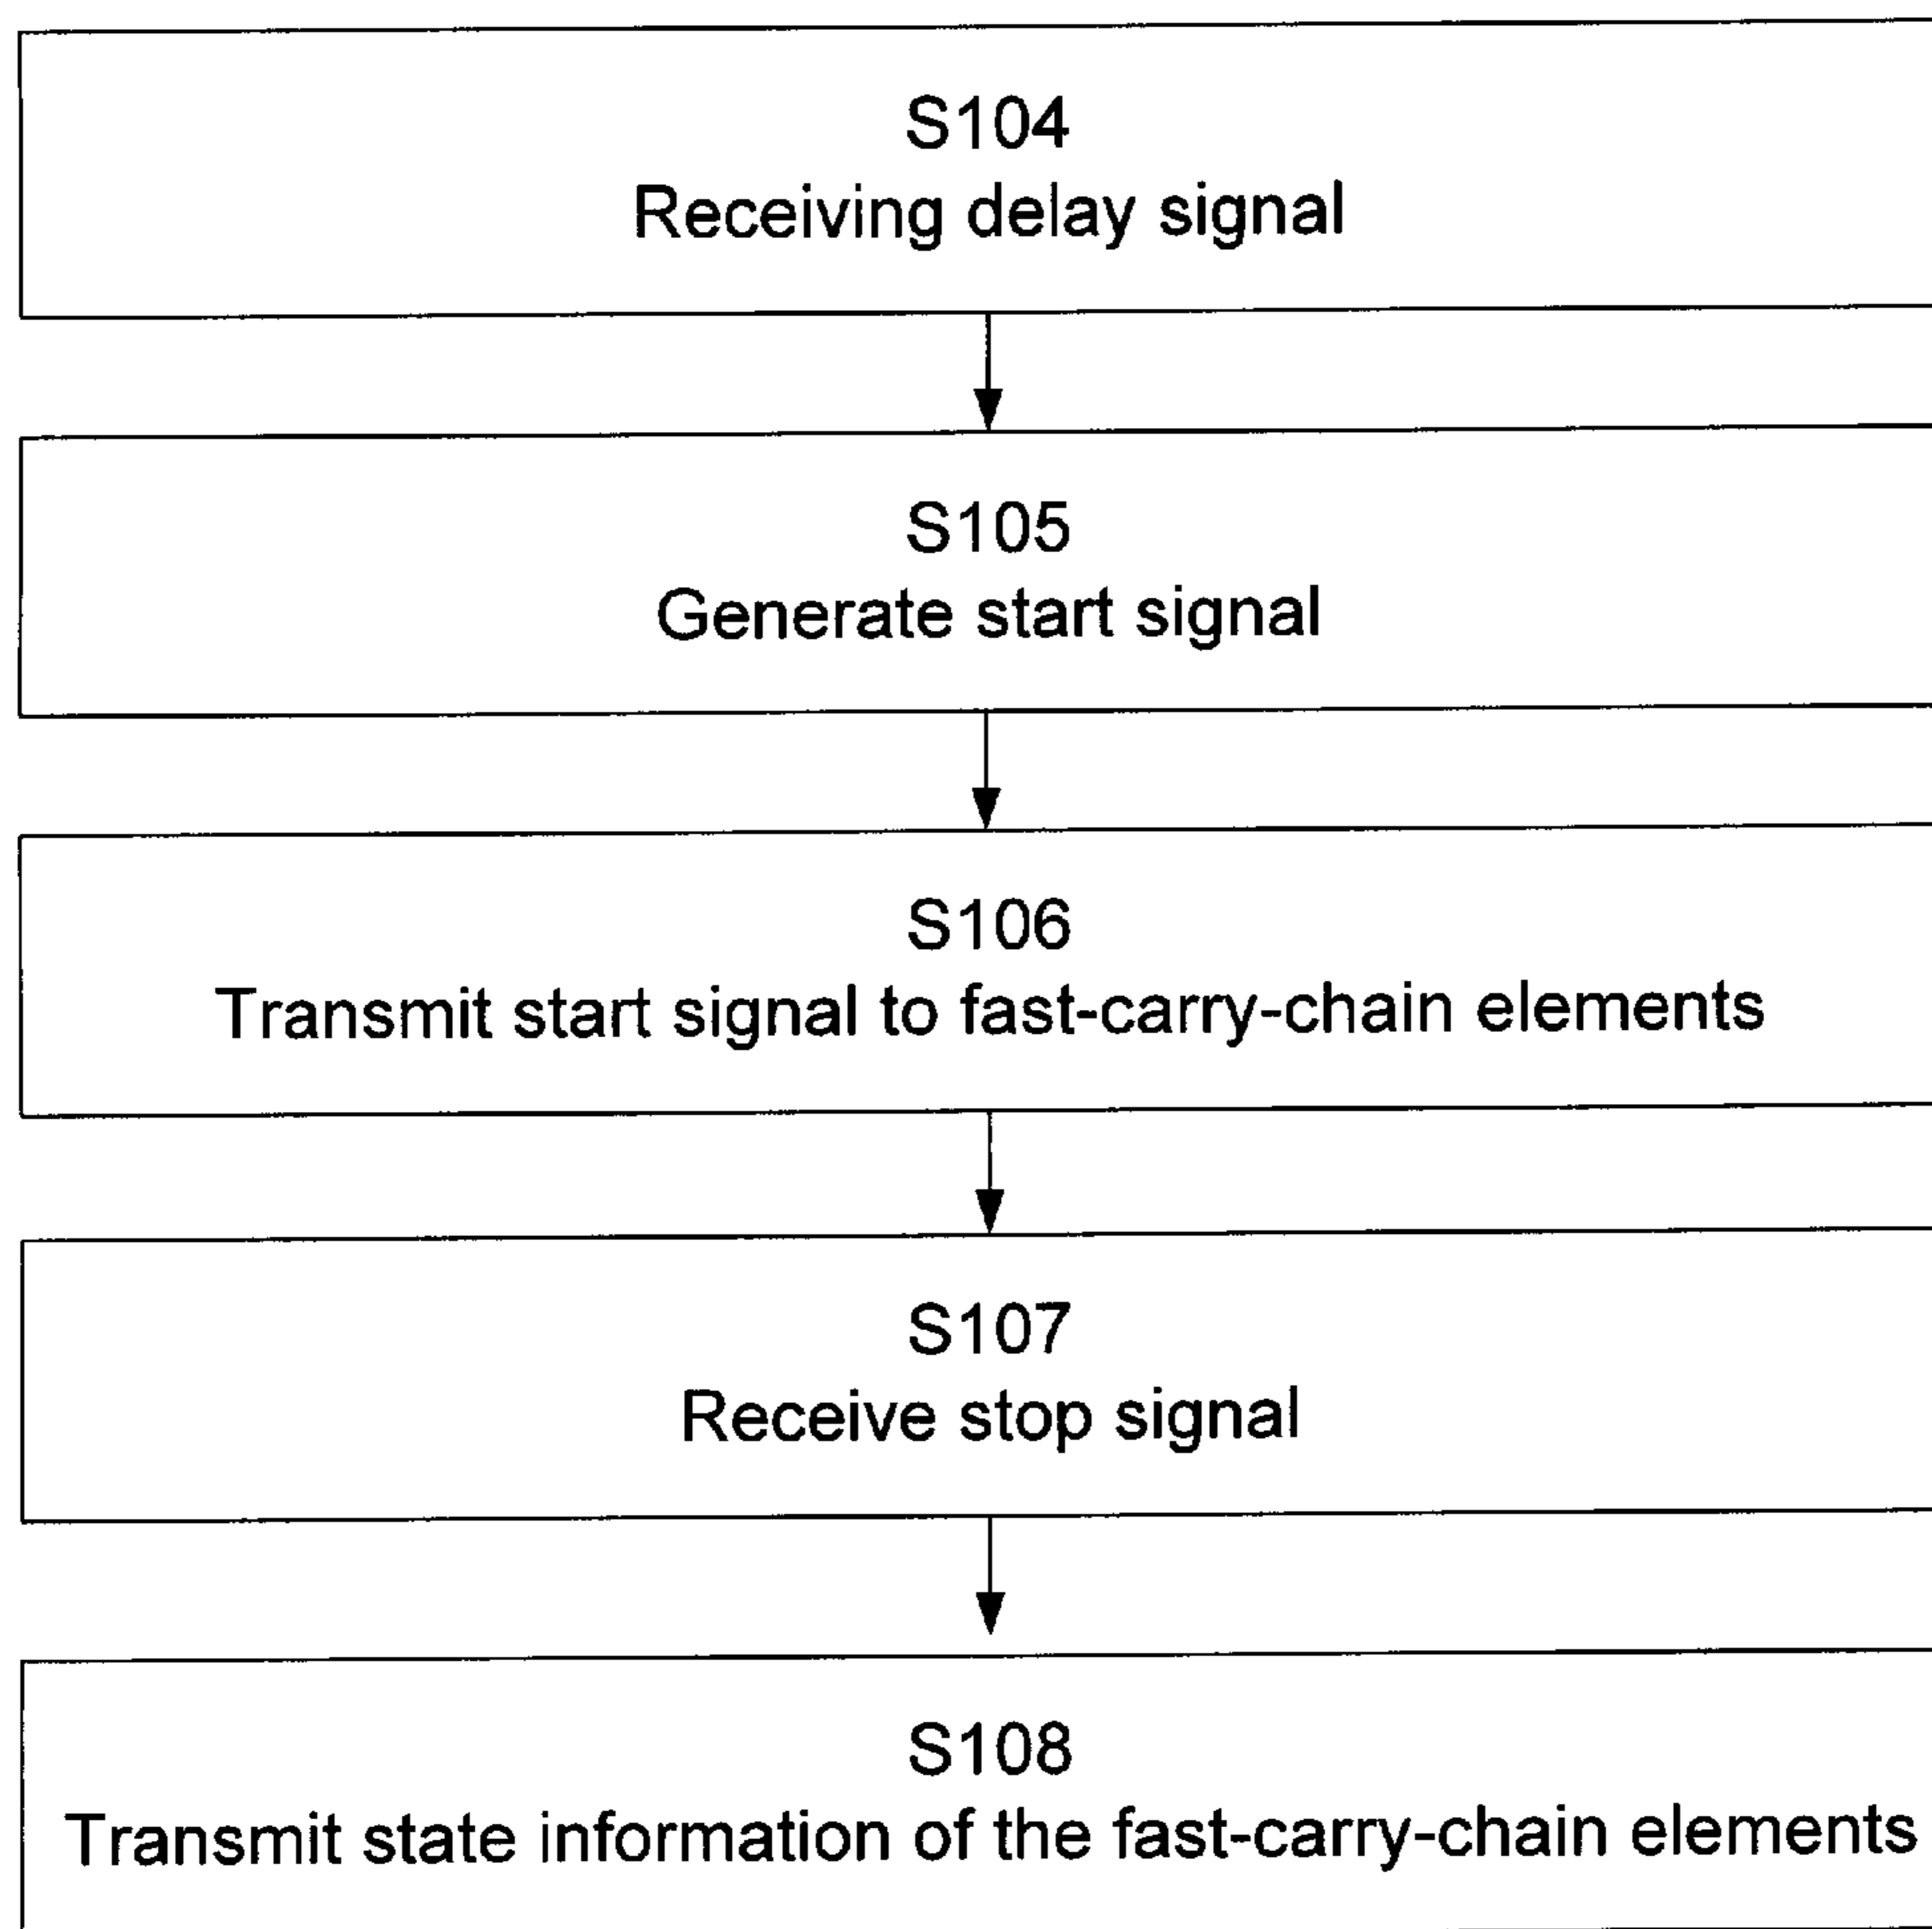 S104
Receiving delay signal
S105
Generate start signal
S106
Transmit start signal to fast-carry-chain elements
S107
Receive stop signal
S108
Transmit state information of the fast-carry-chain elements